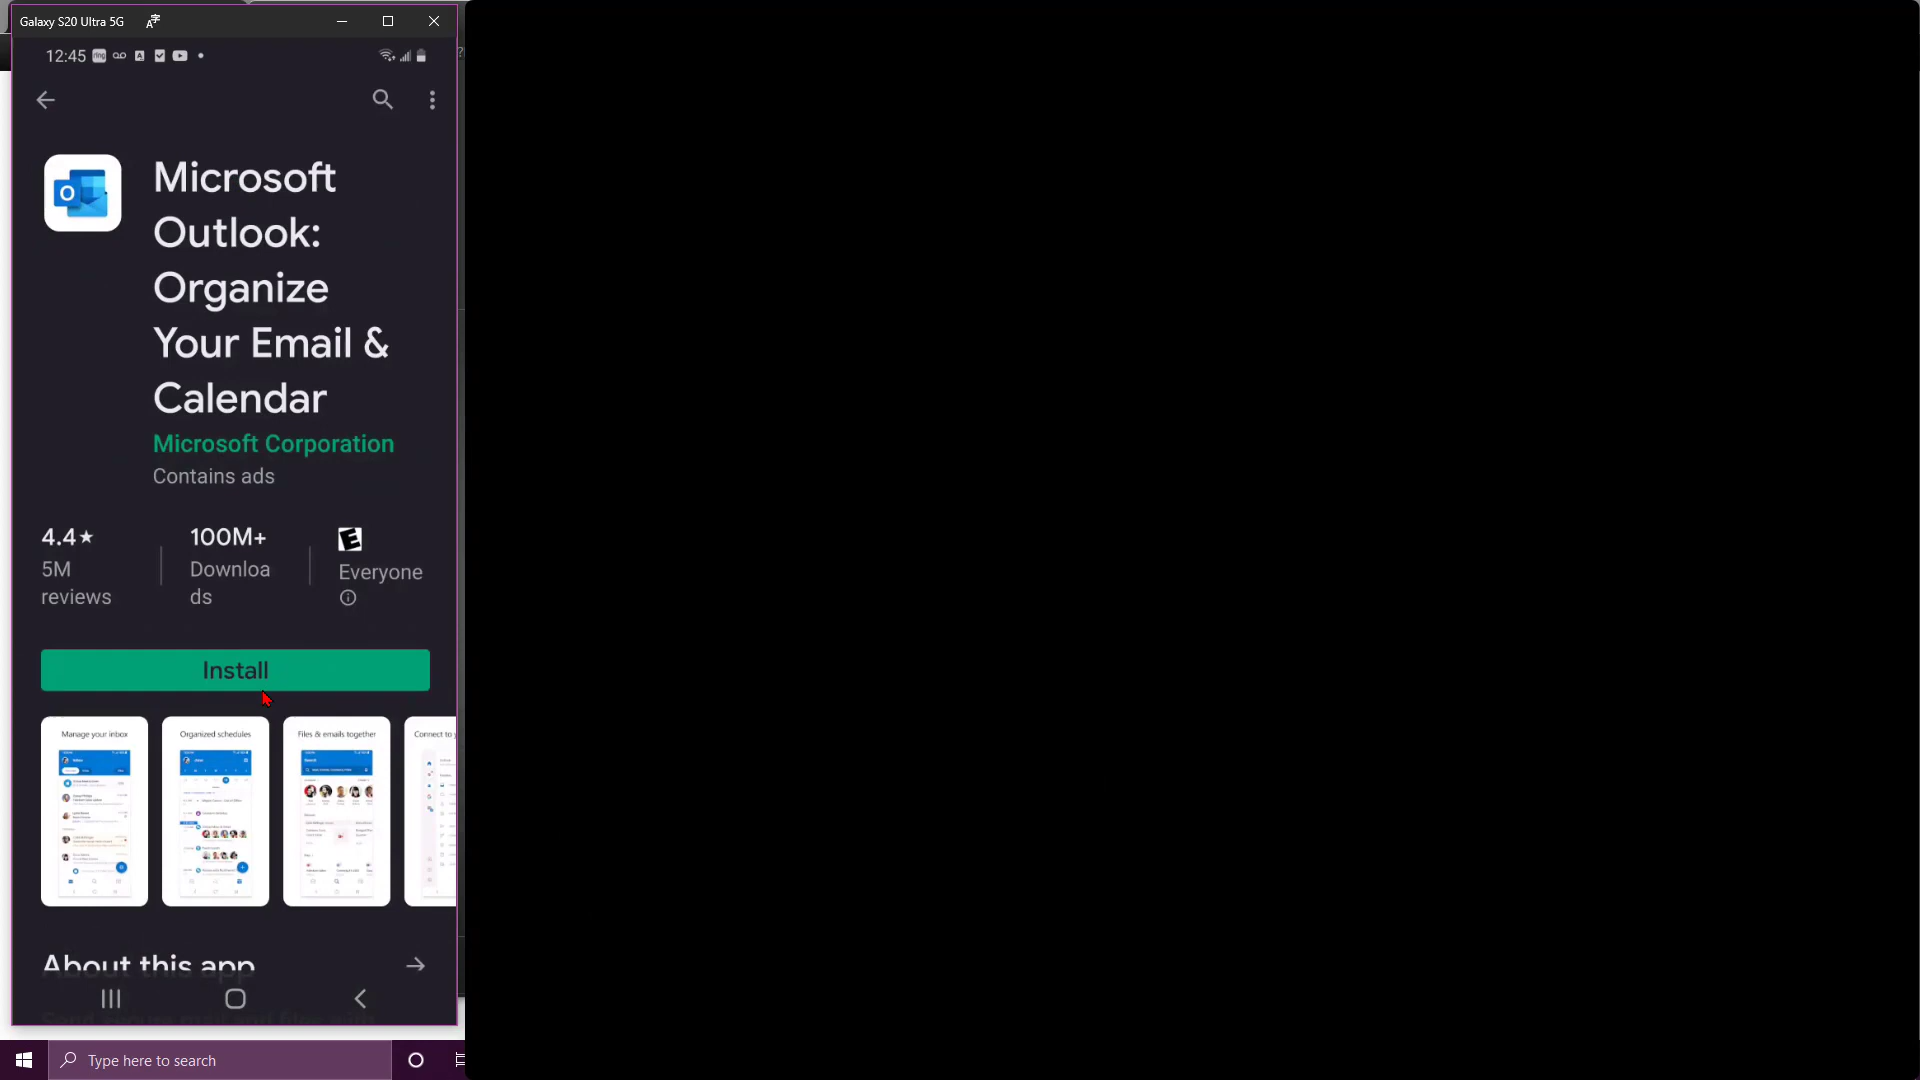 Galaxy S20 Ultra 5G
12:45
Microsoft
Outlook:
Organize
Your Email &
Calendar
Microsoft Corporation
Contains ads
4.4★
5M
reviews
100M+
Downloa
ds
E
Everyone
Install
Manage your inbox
Organized schedules
Files & emails together
Connect to
About this app
Type here to search